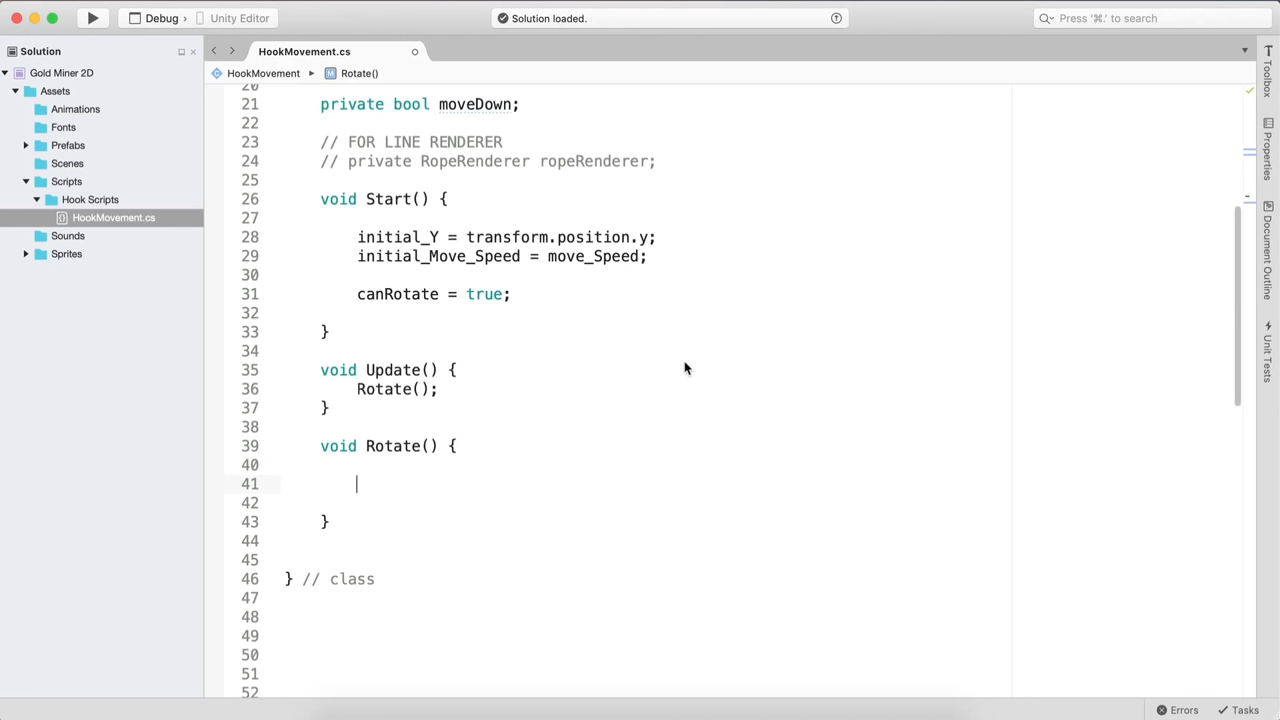 Debug › Unity Editor
Solution loaded.
Press '⌘.' to search
Solution
HookMovement.cs
Gold Miner 2D
HookMovement ▸ Rotate()
Assets
Animations
Fonts
Prefabs
Scenes
Scripts
Hook Scripts
HookMovement.cs
Sounds
Sprites
20
21 private bool moveDown;
22
23 // FOR LINE RENDERER
24 // private RopeRenderer ropeRenderer;
25
26 void Start() {
27
28 initial_Y = transform.position.y;
29 initial_Move_Speed = move_Speed;
30
31 canRotate = true;
32
33 }
34
35 void Update() {
36 Rotate();
37 }
38
39 void Rotate() {
40
41
42
43 }
44
45
46 } // class
47
48
49
50
51
52
Toolbox
Properties
Document Outline
Unit Tests
Errors
Tasks